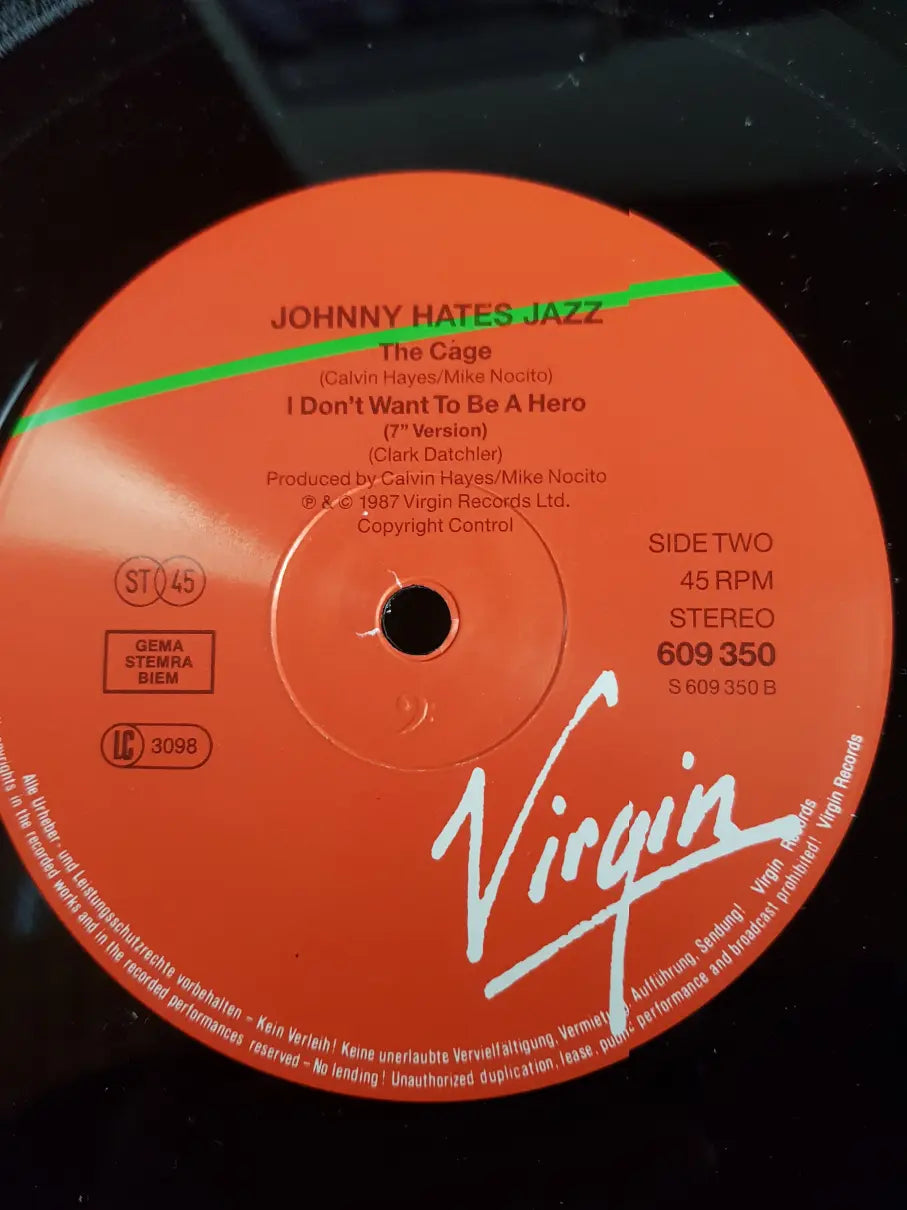 JOHNNY HATES JAZZ
The Cage
(Calvin Hayes/Mike Nocito)
I Don't Want To Be A Hero
(7” Version)
(Clark Datchler)
Produced by Calvin Hayes/Mike Nocito
℗ & © 1987 Virgin Records Ltd.
Copyright Control
SIDE TWO
45 RPM
STEREO
609 350
S 609 350 B
ST 45
GEMA
STEMRA
BIEM
LC 3098
Virgin
Alle Urheber- und Leistungsschutzrechte vorbehalten – Kein Verleih! Keine unerlaubte Vervielfältigung, Vermietung, Aufführung, Sendung! Virgin Records
in the recorded works and in the recorded performances reserved – No lending! Unauthorized duplication, lease, public performance and broadcast prohibited! Virgin Records